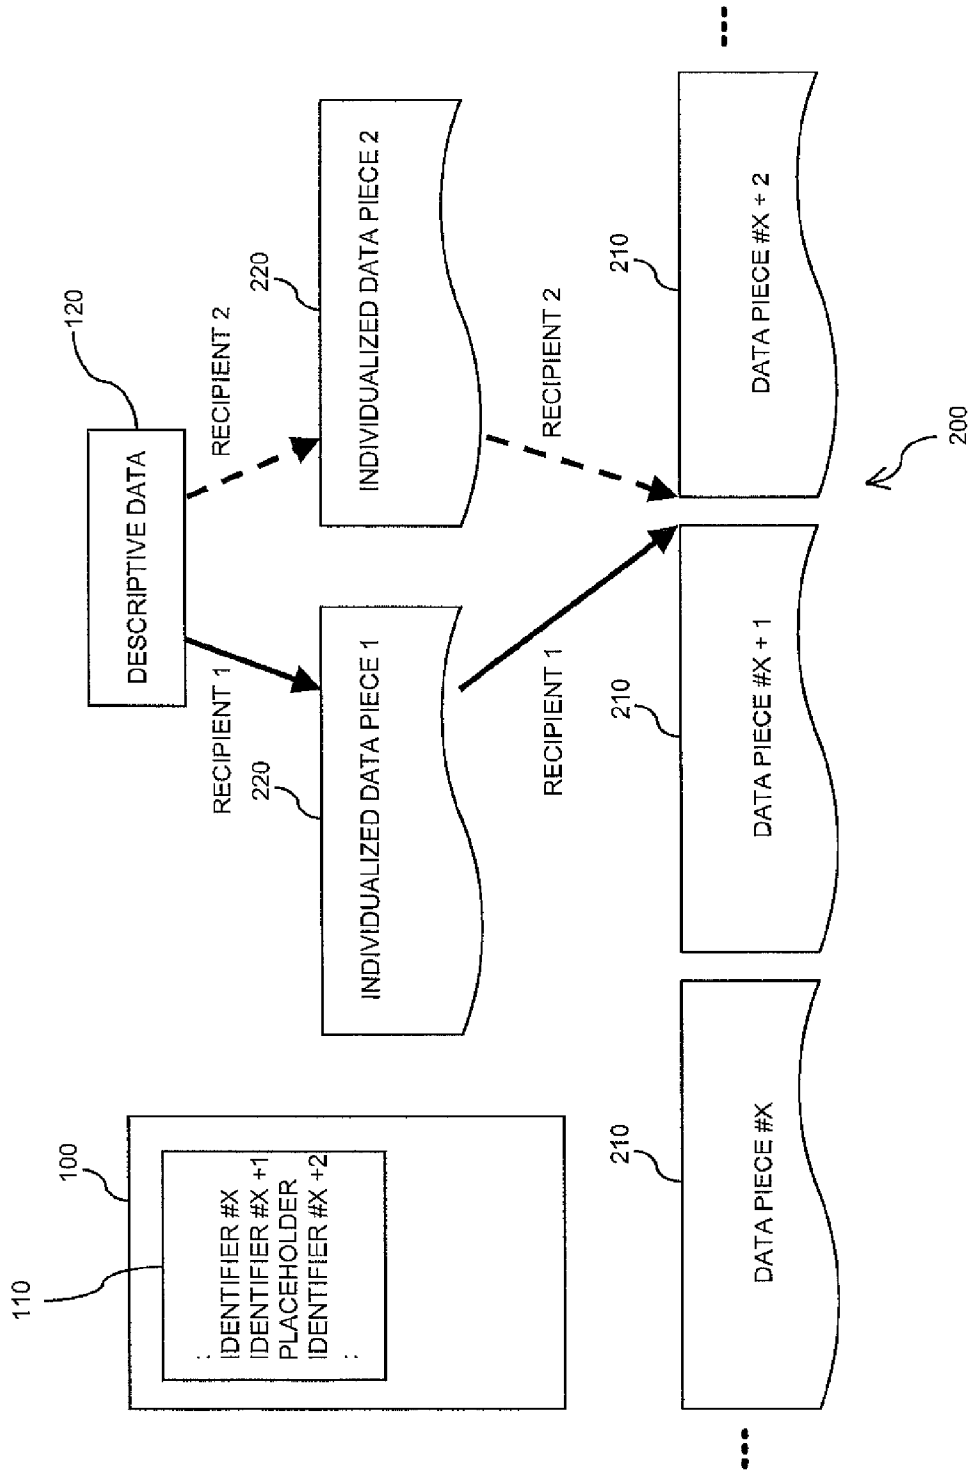 110
100
⋮
IDENTIFIER #X
IDENTIFIER #X +1
PLACEHOLDER
IDENTIFIER #X +2
⋮
120
DESCRIPTIVE DATA
RECIPIENT 1
RECIPIENT 2
220
220
INDIVIDUALIZED DATA PIECE 1
INDIVIDUALIZED DATA PIECE 2
RECIPIENT 1
RECIPIENT 2
210
210
210
...
DATA PIECE #X
DATA PIECE #X + 1
DATA PIECE #X + 2
...
200